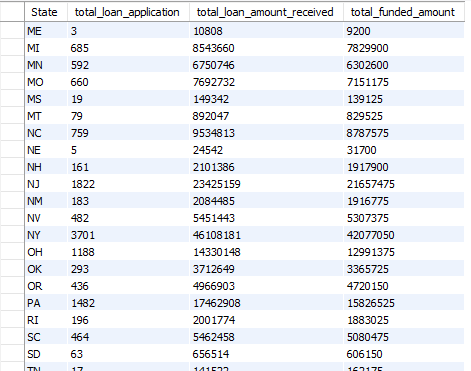 State total_loan_application total_loan_amount_received total_funded_amount
ME 3 10808 9200
MI 685 8543660 7829900
MN 592 6750746 6302600
MO 660 7692732 7151175
MS 19 149342 139125
MT 79 892047 829525
NC 759 9534813 8787575
NE 5 24542 31700
NH 161 2101386 1917900
NJ 1822 23425159 21657475
NM 183 2084485 1916775
NV 482 5451443 5307375
NY 3701 46108181 42077050
OH 1188 14330148 12991375
OK 293 3712649 3365725
OR 436 4966903 4720150
PA 1482 17462908 15826525
RI 196 2001774 1883025
SC 464 5462458 5080475
SD 63 656514 606150
TN 17 141522 162175